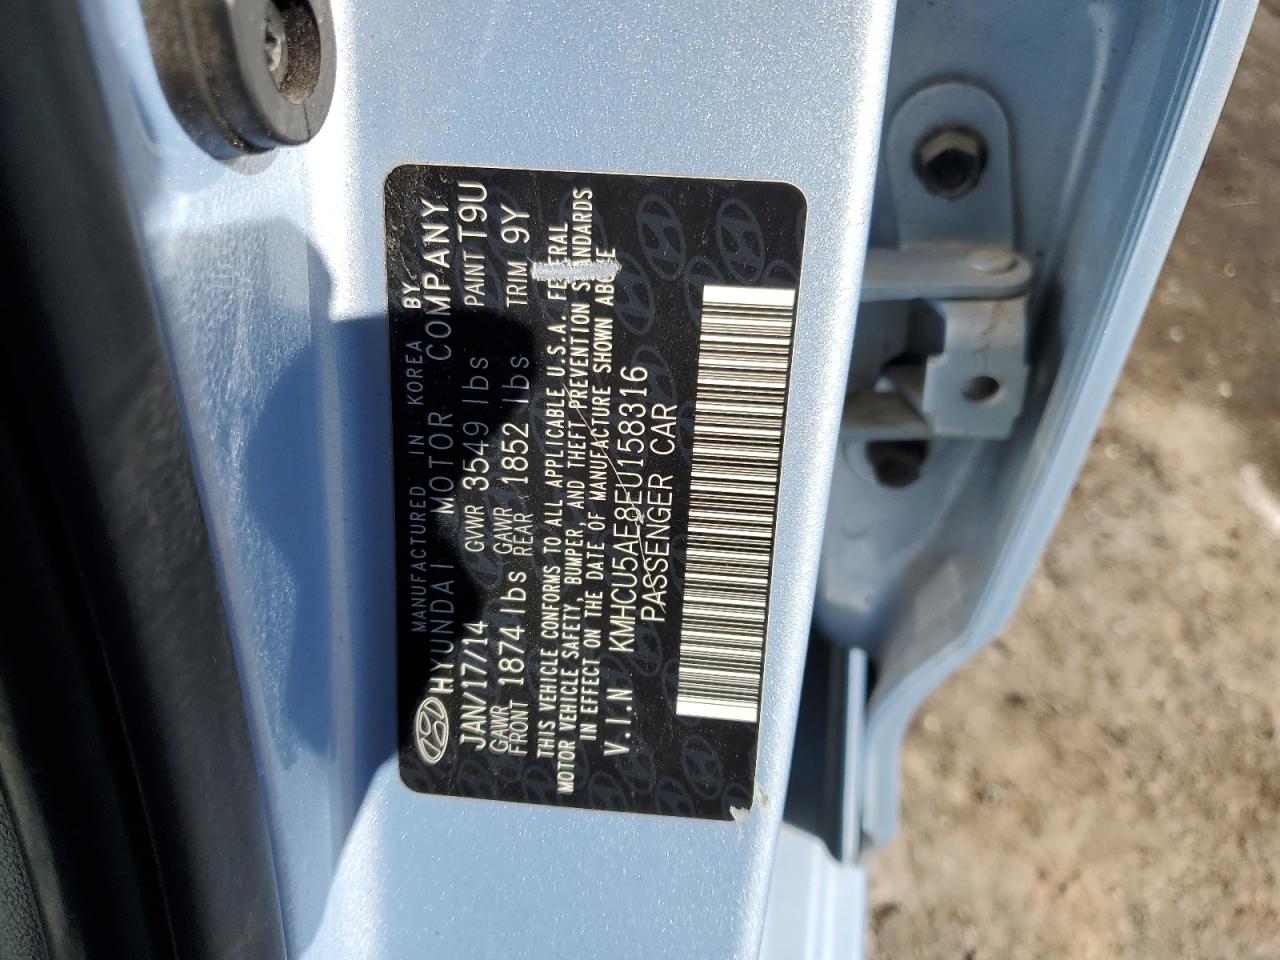 MANUFACTURED IN KOREA BY
HYUNDAI MOTOR COMPANY
JAN/17/14 GVWR 3549 lbs PAINT T9U
GAWR FRONT 1874 lbs GAWR REAR 1852 lbs TRIM 9Y
THIS VEHICLE CONFORMS TO ALL APPLICABLE U.S.A. FEDERAL
MOTOR VEHICLE SAFETY, BUMPER, AND THEFT PREVENTION STANDARDS
IN EFFECT ON THE DATE OF MANUFACTURE SHOWN ABOVE
V.I.N KMHCU5AE8EU158316
PASSENGER CAR